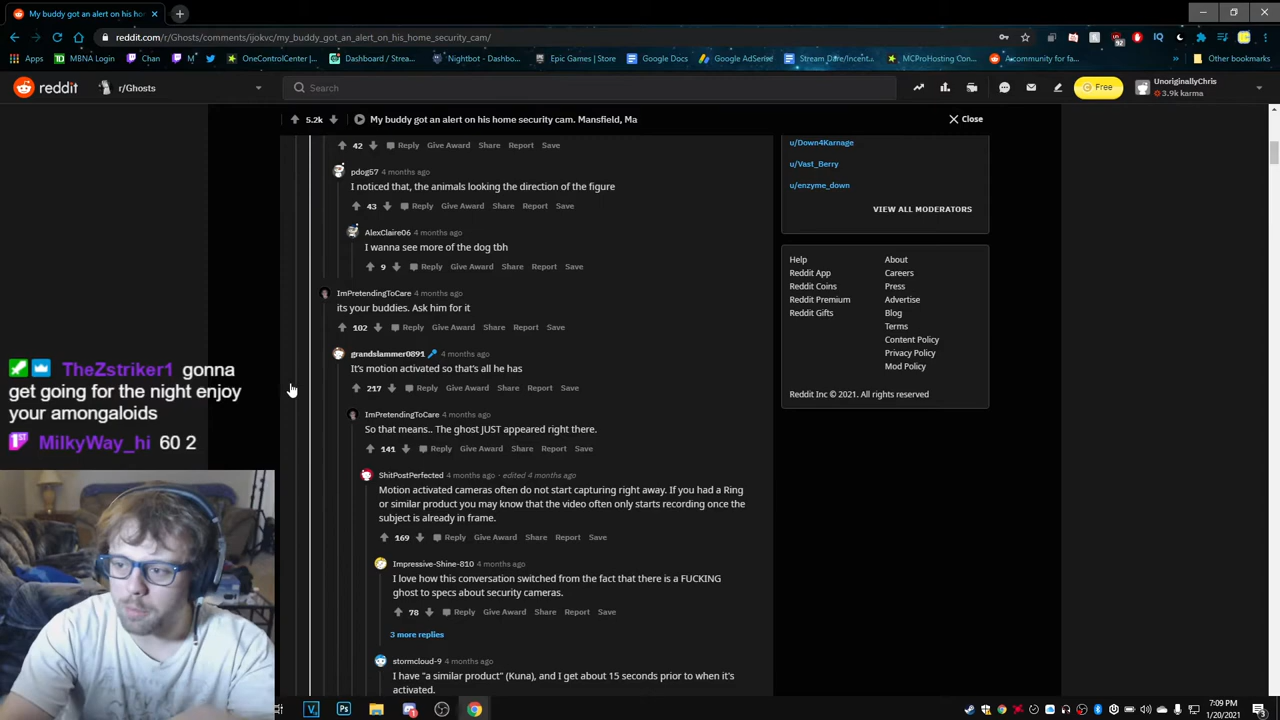 My buddy got an alert on his ho
reddit.com/r/Ghosts/comments/ijokvc/my_buddy_got_an_alert_on_his_home_security_cam/
92
Apps
MBNA Login
Chan
M
OneControlCenter |...
Dashboard / Strea...
Nightbot - Dashbo...
Epic Games | Store
Google Docs
Google AdSense
Stream Date/Incent...
MCProHosting Con...
A community for fa...
Other bookmarks
reddit
r/Ghosts
Search
Free
UnoriginallyChris
3.9k karma
5.2k
My buddy got an alert on his home security cam. Mansfield, Ma
Close
42 Reply Give Award Share Report Save
pdog57 4 months ago
I noticed that, the animals looking the direction of the figure
43 Reply Give Award Share Report Save
AlexClaire06 4 months ago
I wanna see more of the dog tbh
9 Reply Give Award Share Report Save
ImPretendingToCare 4 months ago
its your buddies. Ask him for it
102 Reply Give Award Share Report Save
grandslammer0891 4 months ago
It's motion activated so that's all he has
217 Reply Give Award Share Report Save
ImPretendingToCare 4 months ago
So that means.. The ghost JUST appeared right there.
141 Reply Give Award Share Report Save
ShitPostPerfected 4 months ago · edited 4 months ago
Motion activated cameras often do not start capturing right away. If you had a Ring
or similar product you may know that the video often only starts recording once the
subject is already in frame.
169 Reply Give Award Share Report Save
Impressive-Shine-810 4 months ago
I love how this conversation switched from the fact that there is a FUCKING
ghost to specs about security cameras.
78 Reply Give Award Share Report Save
3 more replies
stormcloud-9 4 months ago
I have "a similar product" (Kuna), and I get about 15 seconds prior to when it's
activated.
u/Down4Karnage
u/Vast_Berry
u/enzyme_down
VIEW ALL MODERATORS
Help About
Reddit App Careers
Reddit Coins Press
Reddit Premium Advertise
Reddit Gifts Blog
Terms
Content Policy
Privacy Policy
Mod Policy
Reddit Inc © 2021. All rights reserved
TheZstriker1 gonna
get going for the night enjoy
your amongaloids
1ST MilkyWay_hi 60 2
7:09 PM
1/20/2021